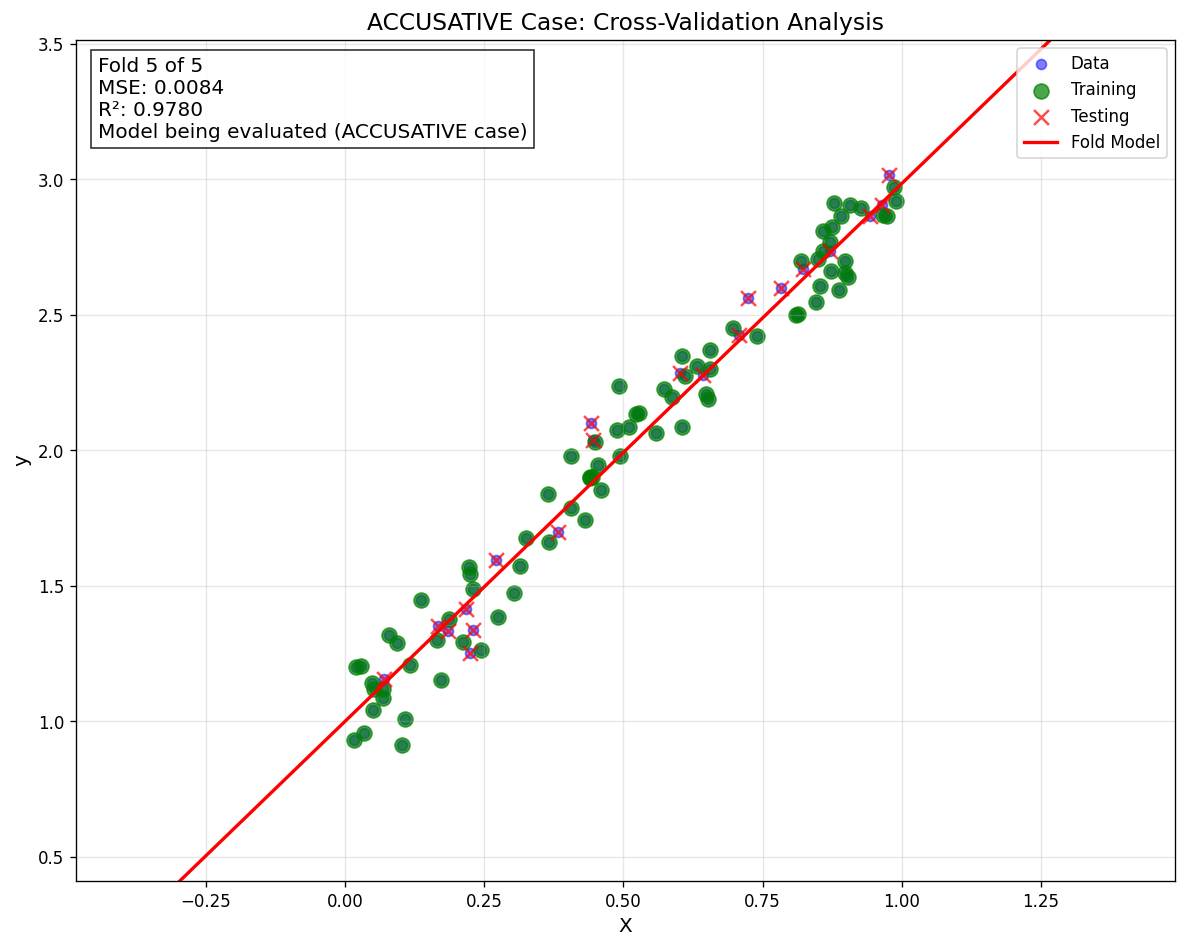 ACCUSATIVE Case: Cross-Validation Analysis
Fold 5 of 5
MSE: 0.0084
R²: 0.9780
Model being evaluated (ACCUSATIVE case)
Data
Training
Testing
Fold Model
3.5
3.0
2.5
2.0
1.5
1.0
0.5
y
−0.25
0.00
0.25
0.50
0.75
1.00
1.25
X